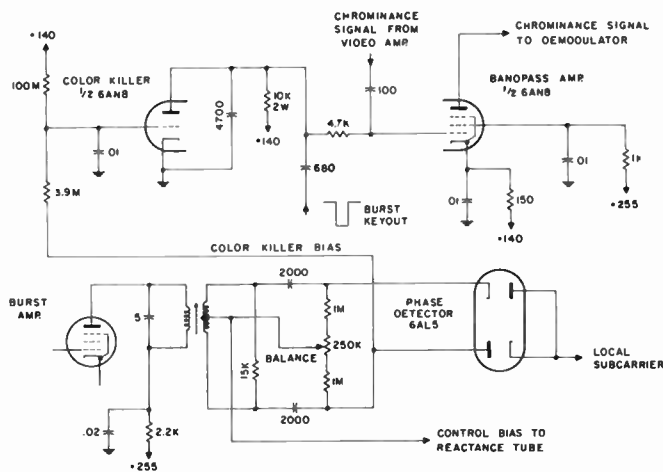 +140
100M
COLOR KILLER
1/2 6AN8
.01
3.9M
4700
10K
2W
+140
680
BURST
KEYOUT
4.7K
CHROMINANCE
SIGNAL FROM
VIDEO AMP.
100
CHROMINANCE SIGNAL
TO DEMODULATOR
BANDPASS AMP.
1/2 6AN8
.01
1K
+255
.01
150
+140
COLOR KILLER BIAS
BURST
AMP.
5
.02
2.2K
+255
15K
2000
BALANCE
1M
250K
1M
2000
PHASE
DETECTOR
6AL5
LOCAL
SUBCARRIER
CONTROL BIAS TO
REACTANCE TUBE